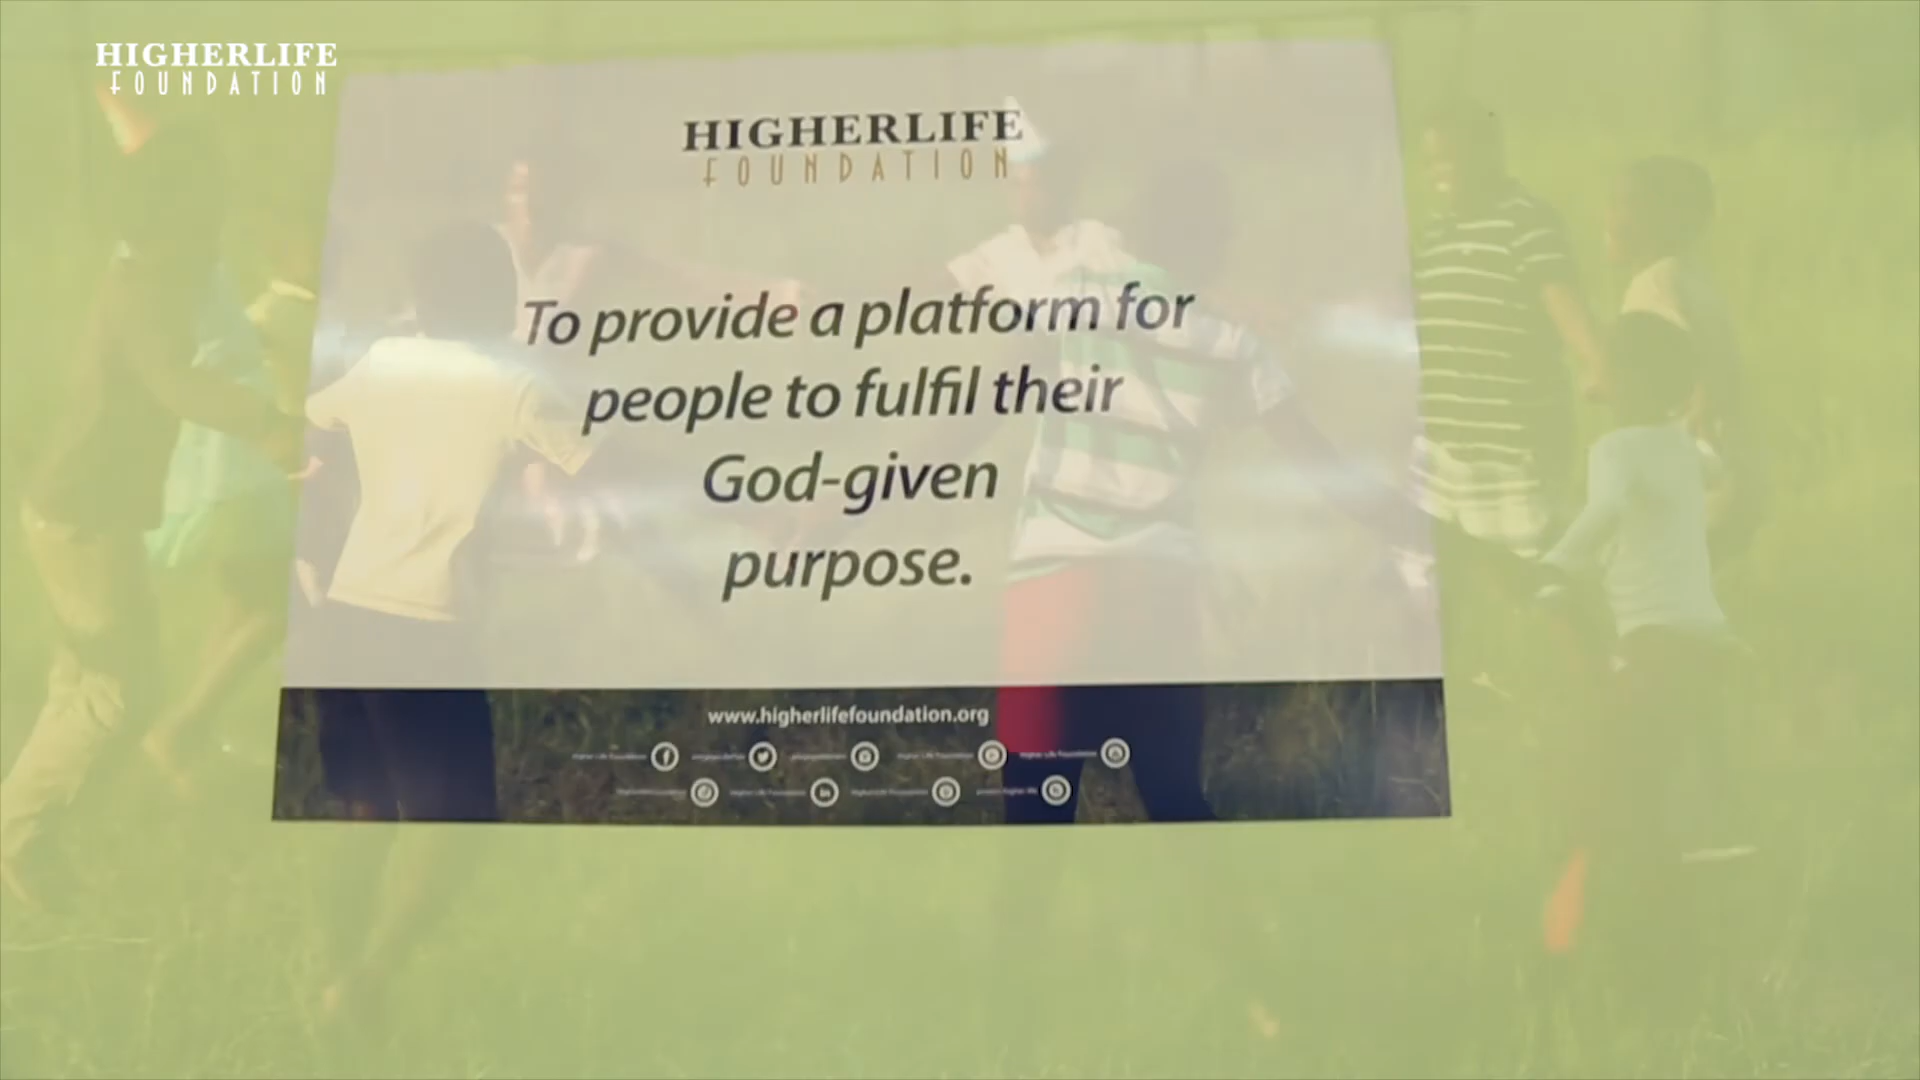 HIGHERLIFE
FOUNDATION
HIGHERLIFE
FOUNDATION
To provide a platform for
people to fulfil their
God-given
purpose.
www.higherlifefoundation.org